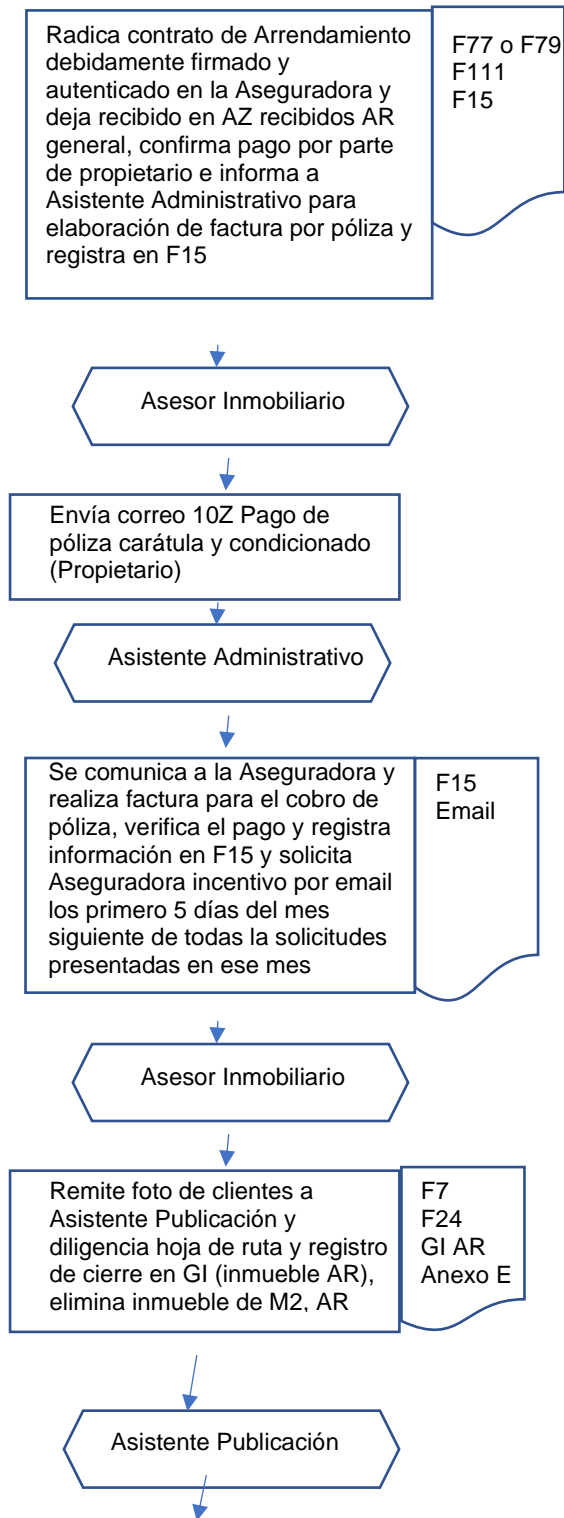 Radica contrato de Arrendamiento
debidamente firmado y
autenticado en la Aseguradora y
deja recibido en AZ recibidos AR
general, confirma pago por parte
de propietario e informa a
Asistente Administrativo para
elaboración de factura por póliza y
registra en F15
F77 o F79
F111
F15
Asesor Inmobiliario
Envía correo 10Z Pago de
póliza carátula y condicionado
(Propietario)
Asistente Administrativo
Se comunica a la Aseguradora y
realiza factura para el cobro de
póliza, verifica el pago y registra
información en F15 y solicita
Aseguradora incentivo por email
los primero 5 días del mes
siguiente de todas la solicitudes
presentadas en ese mes
F15
Email
Asesor Inmobiliario
Remite foto de clientes a
Asistente Publicación y
diligencia hoja de ruta y registro
de cierre en GI (inmueble AR),
elimina inmueble de M2, AR
F7
F24
GI AR
Anexo E
Asistente Publicación